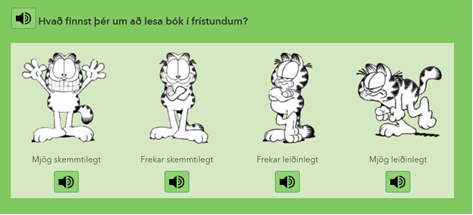 Hvað finnst þér um að lesa bók í frístundum?
Mjög skemmtilegt
Frekar skemmtilegt
Frekar leiðinlegt
Mjög leiðinlegt